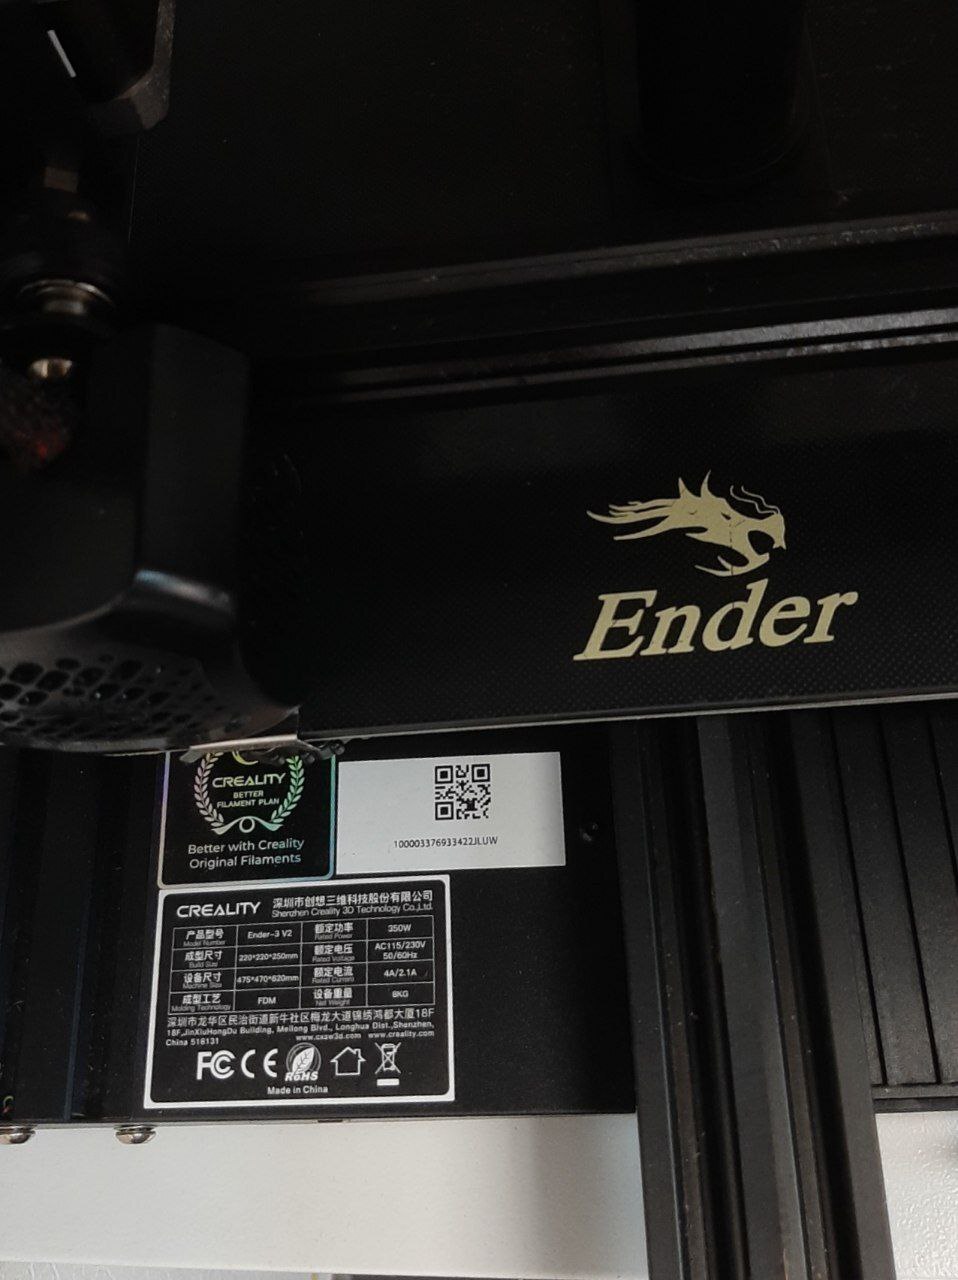 Ender
CREALITY
BETTER
FILAMENT PLAN
Better with Creality
Original Filaments
10000337693342​2JLUW
CREALITY 深圳市创想三维科技股份有限公司
Shenzhen Creality 3D Technology Co.,Ltd.
产品型号 Ender-3 V2 额定功率 350W
Model Number Rated Power
成型尺寸 220*220*250mm 额定电压 AC115/230V
Build Size Rated Voltage 50/60Hz
设备尺寸 475*470*620mm 额定电流 4A/2.1A
Machine Size Rated Current
成型工艺 FDM 设备重量 8KG
Molding Technology Net Weight
深圳市龙华区民治街道新牛社区梅龙大道锦绣鸿都大厦18F
18F,JinXiuHongDu Building, Meilong Blvd., Longhua Dist.,Shenzhen,
China 518131 www.cxsw3d.com www.creality.com
FC CE RoHS
Made in China